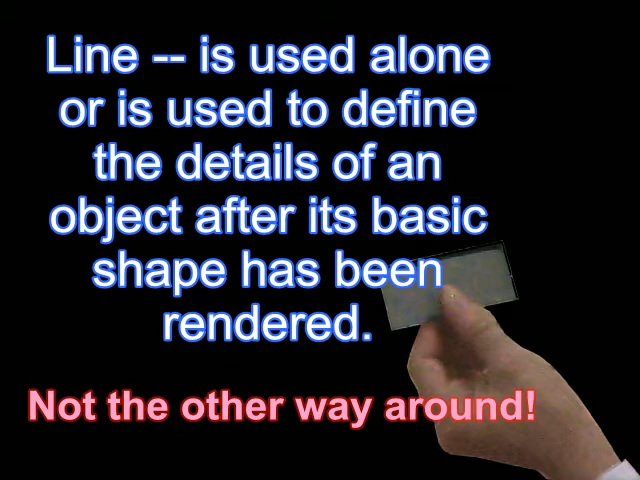 Line -- is used alone
or is used to define
the details of an
object after its basic
shape has been
rendered.
Not the other way around!